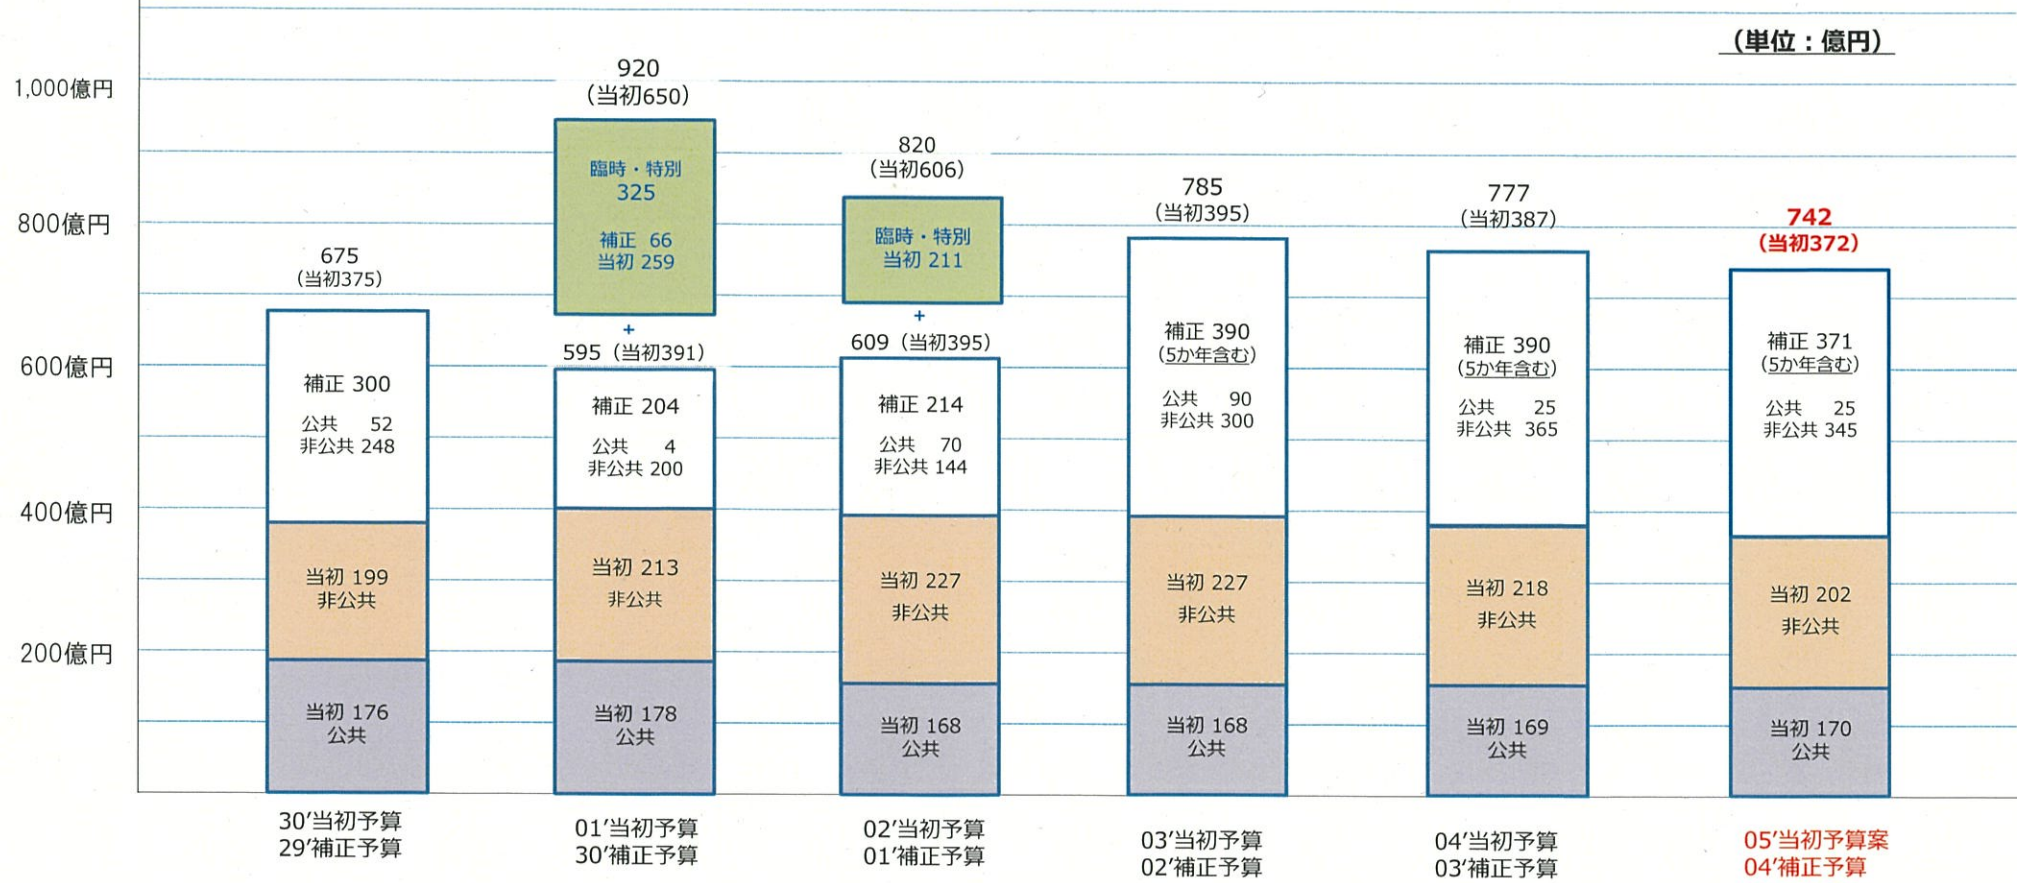 （単位：億円）
1,000億円
800億円
600億円
400億円
200億円
675
（当初375）
補正 300
公共 52
非公共 248
当初 199
非公共
当初 176
公共
30’当初予算
29’補正予算
920
（当初650）
臨時・特別
325
補正 66
当初 259
+
595（当初391）
補正 204
公共 4
非公共 200
当初 213
非公共
当初 178
公共
01’当初予算
30’補正予算
820
（当初606）
臨時・特別
当初 211
+
609（当初395）
補正 214
公共 70
非公共 144
当初 227
非公共
当初 168
公共
02’当初予算
01’補正予算
785
（当初395）
補正 390
（5か年含む）
公共 90
非公共 300
当初 227
非公共
当初 168
公共
03’当初予算
02’補正予算
777
（当初387）
補正 390
（5か年含む）
公共 25
非公共 365
当初 218
非公共
当初 169
公共
04’当初予算
03’補正予算
742
（当初372）
補正 371
（5か年含む）
公共 25
非公共 345
当初 202
非公共
当初 170
公共
05’当初予算案
04’補正予算